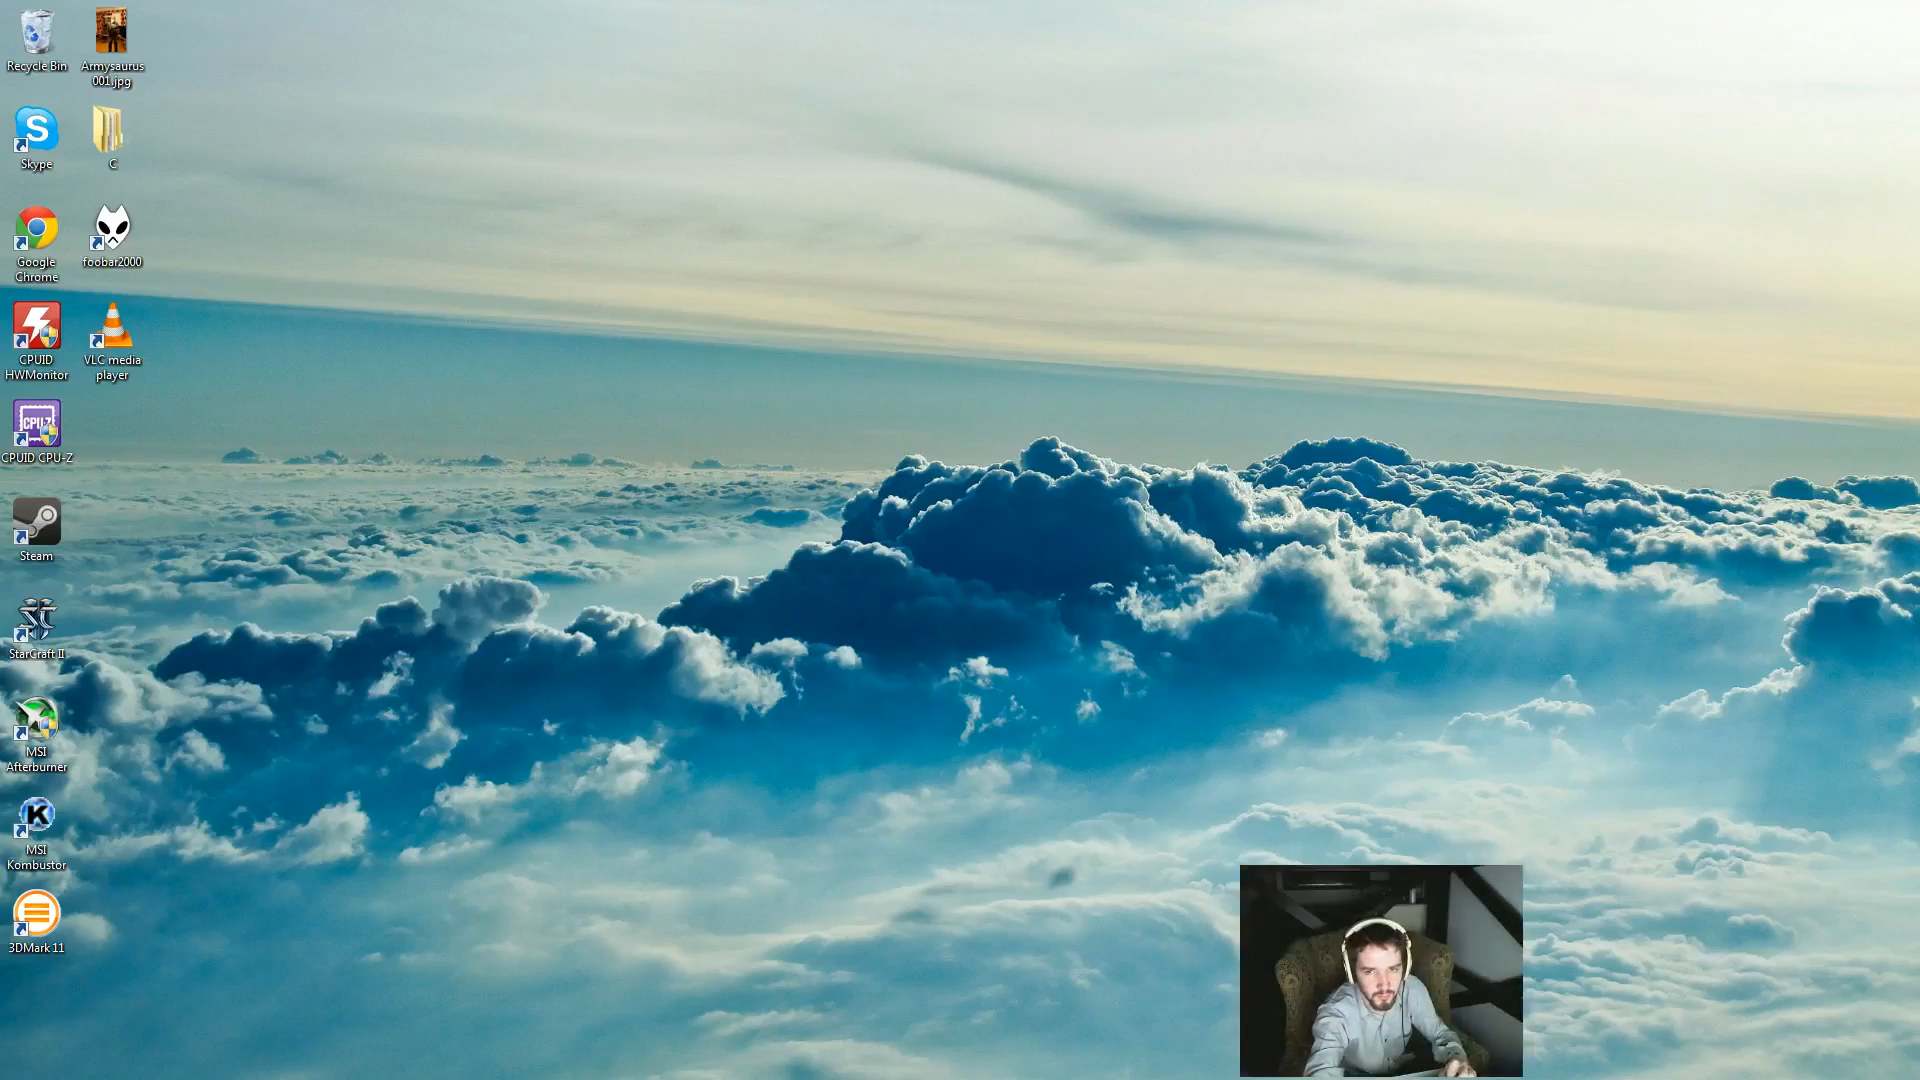 Recycle Bin
Armysaurus
001.jpg
Skype
C
Google
Chrome
foobar2000
CPUID
HWMonitor
VLC media
player
CPUID CPU-Z
Steam
StarCraft II
MSI
Afterburner
MSI
Kombustor
3DMark 11